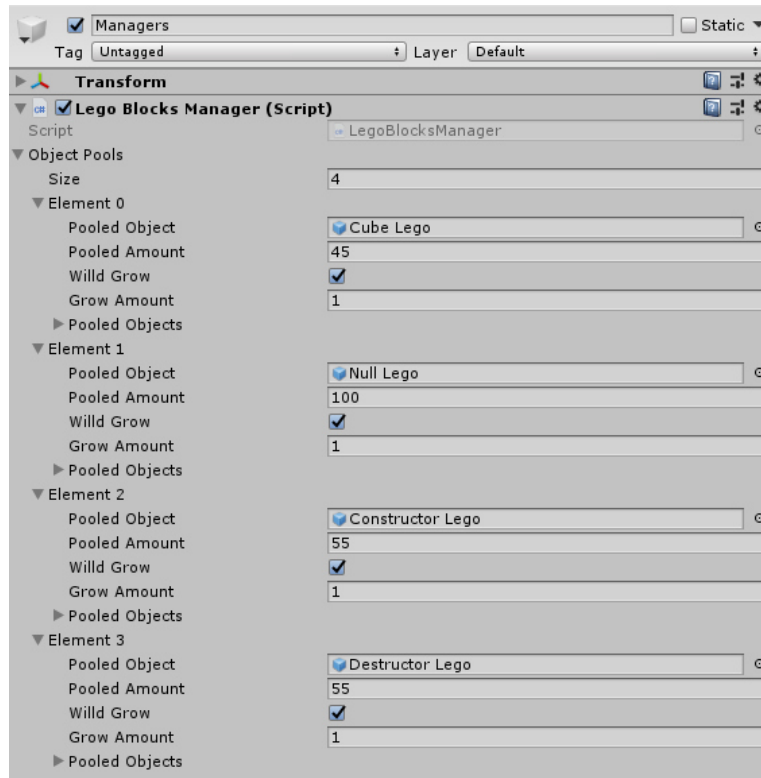 Managers Static
Tag Untagged Layer Default
Transform
Lego Blocks Manager (Script)
Script LegoBlocksManager
Object Pools
Size 4
Element 0
Pooled Object Cube Lego
Pooled Amount 45
Willd Grow
Grow Amount 1
Pooled Objects
Element 1
Pooled Object Null Lego
Pooled Amount 100
Willd Grow
Grow Amount 1
Pooled Objects
Element 2
Pooled Object Constructor Lego
Pooled Amount 55
Willd Grow
Grow Amount 1
Pooled Objects
Element 3
Pooled Object Destructor Lego
Pooled Amount 55
Willd Grow
Grow Amount 1
Pooled Objects